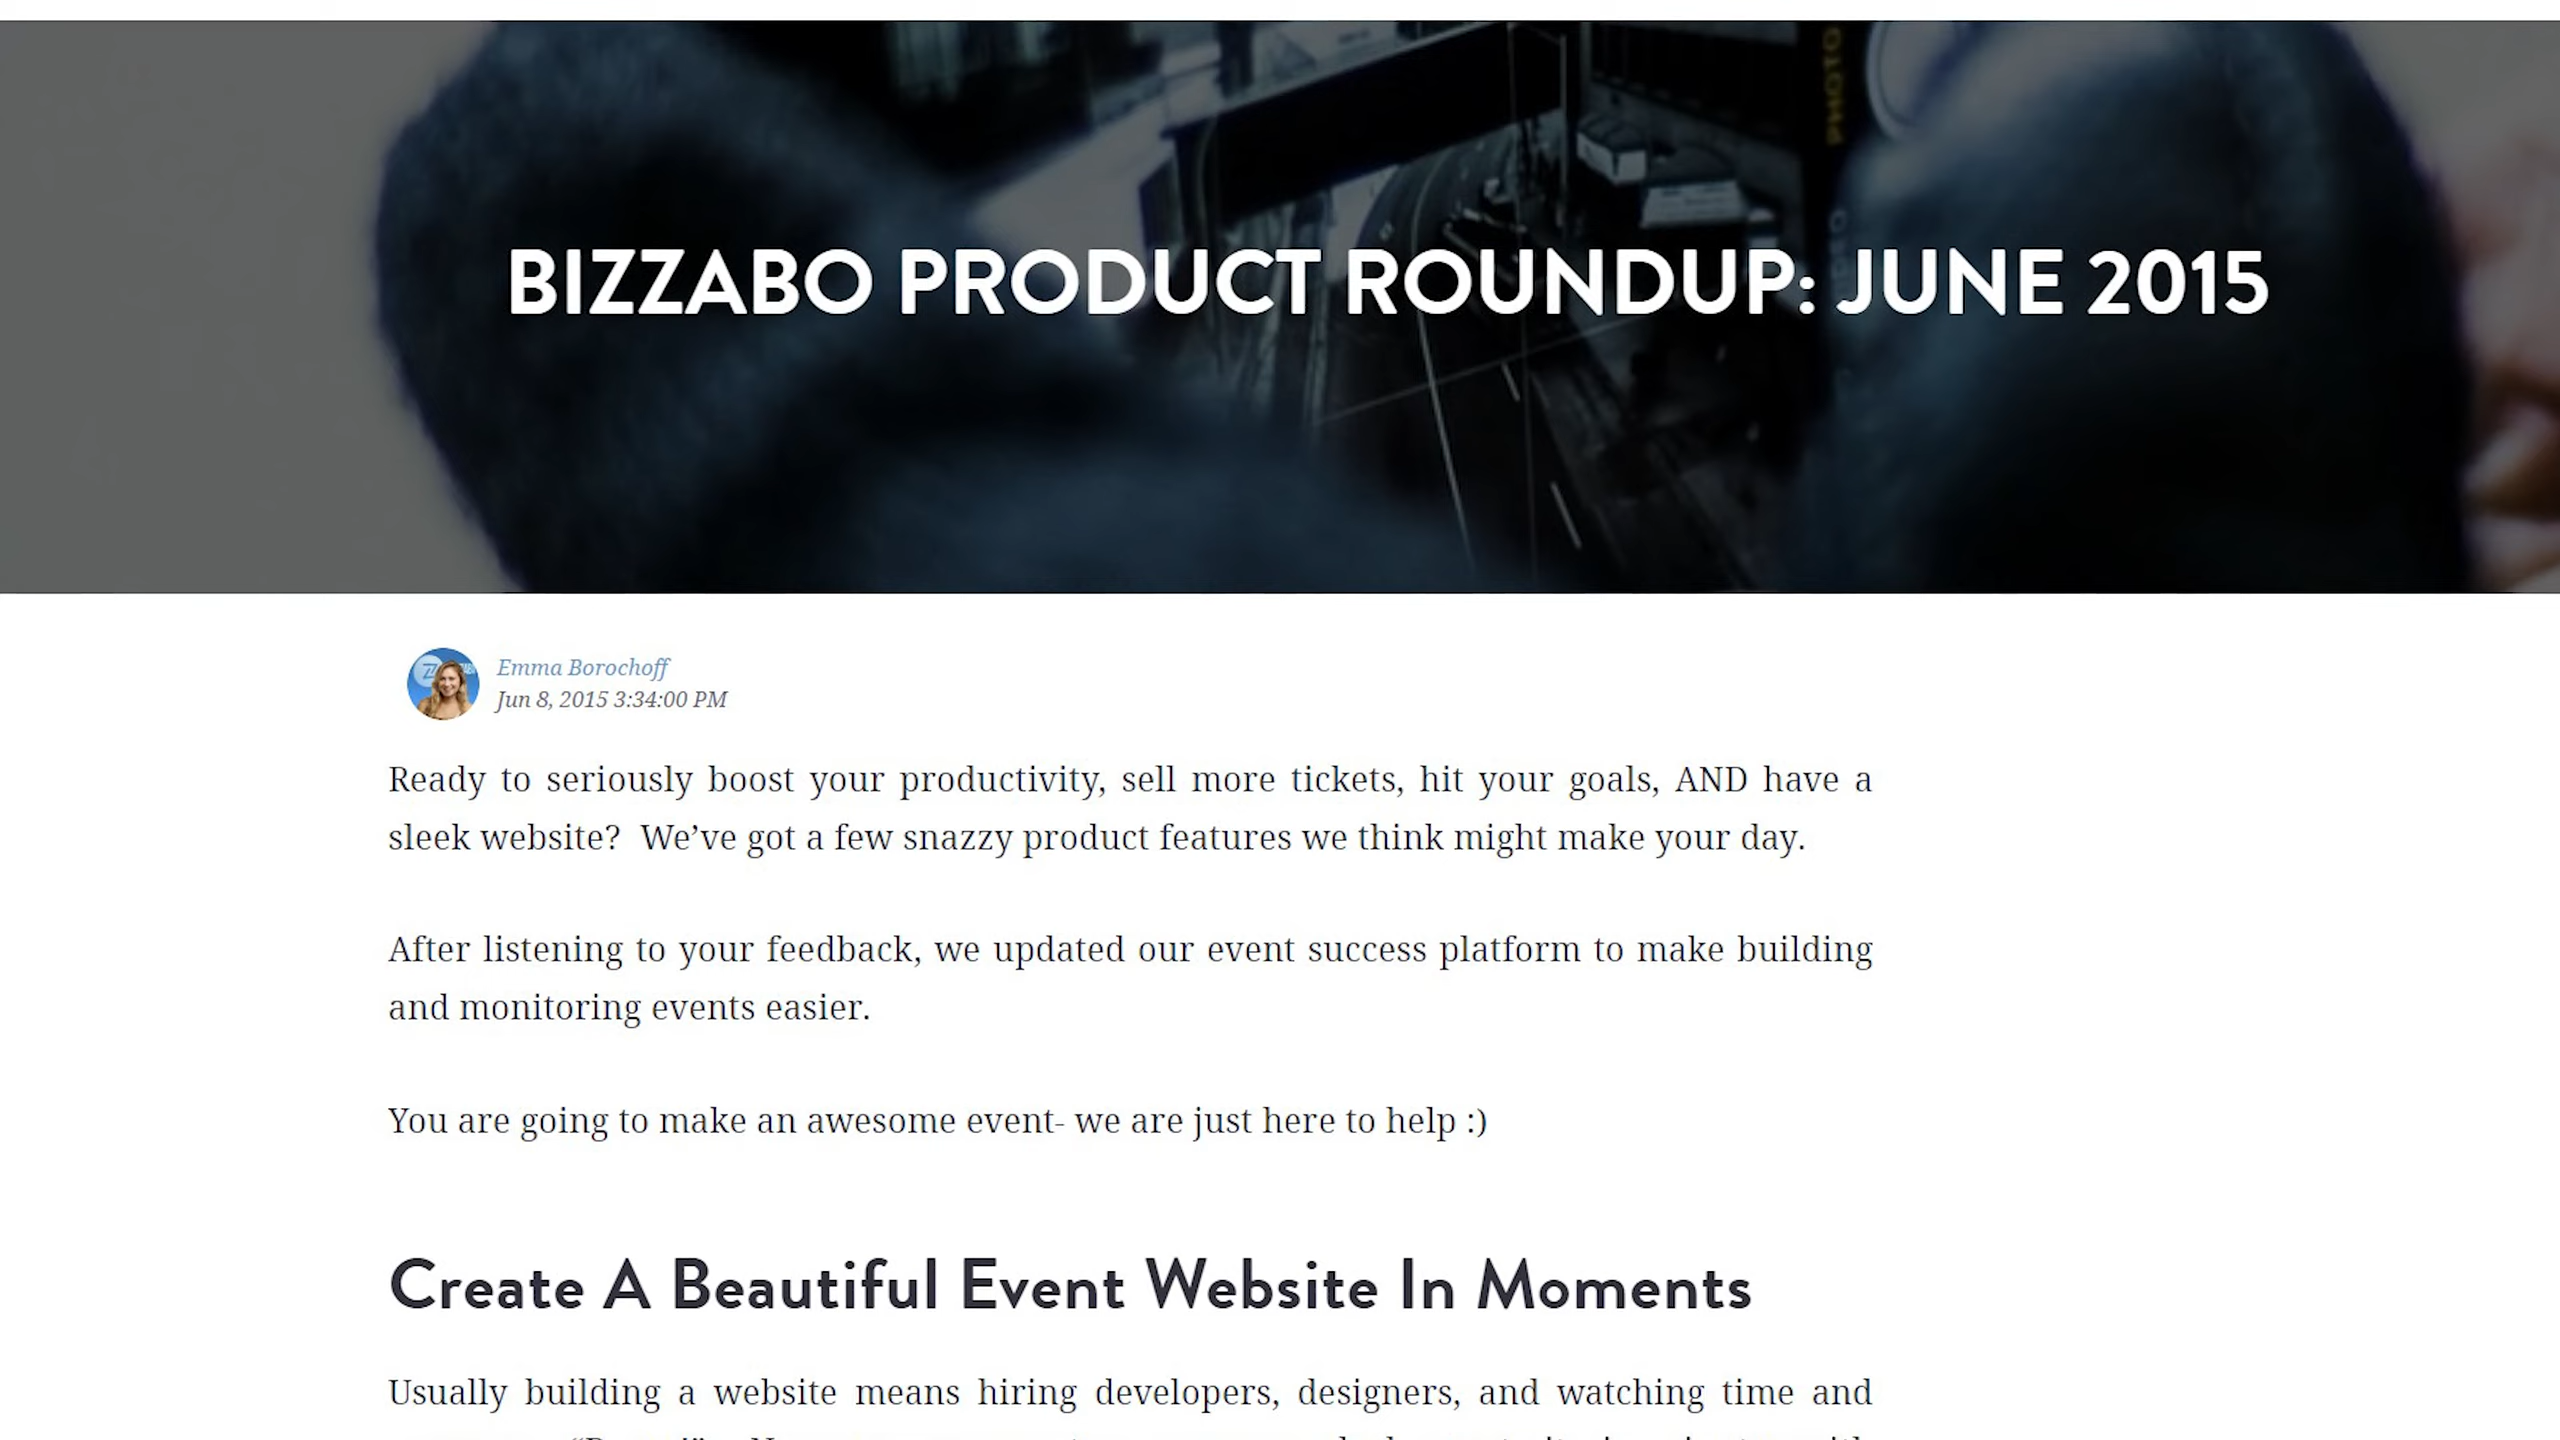 PHOTO
BIZZABO PRODUCT ROUNDUP: JUNE 2015
Emma Borochoff
Jun 8, 2015 3:34:00 PM
Ready to seriously boost your productivity, sell more tickets, hit your goals, AND have a
sleek website?  We’ve got a few snazzy product features we think might make your day.
After listening to your feedback, we updated our event success platform to make building
and monitoring events easier.
You are going to make an awesome event- we are just here to help :)
Create A Beautiful Event Website In Moments
Usually building a website means hiring developers, designers, and watching time and